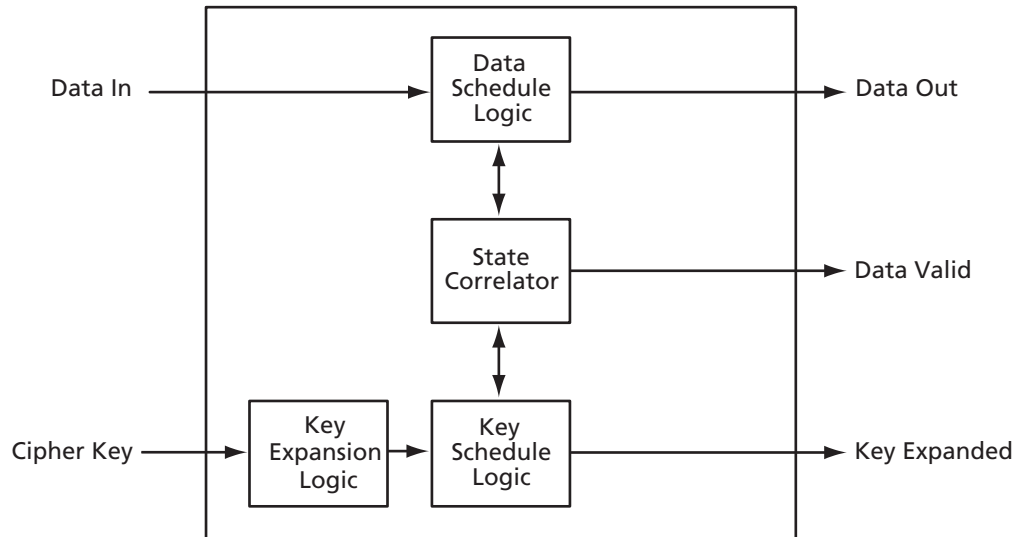 Data In
Data
Schedule
Logic
Data Out
State
Correlator
Data Valid
Cipher Key
Key
Expansion
Logic
Key
Schedule
Logic
Key Expanded